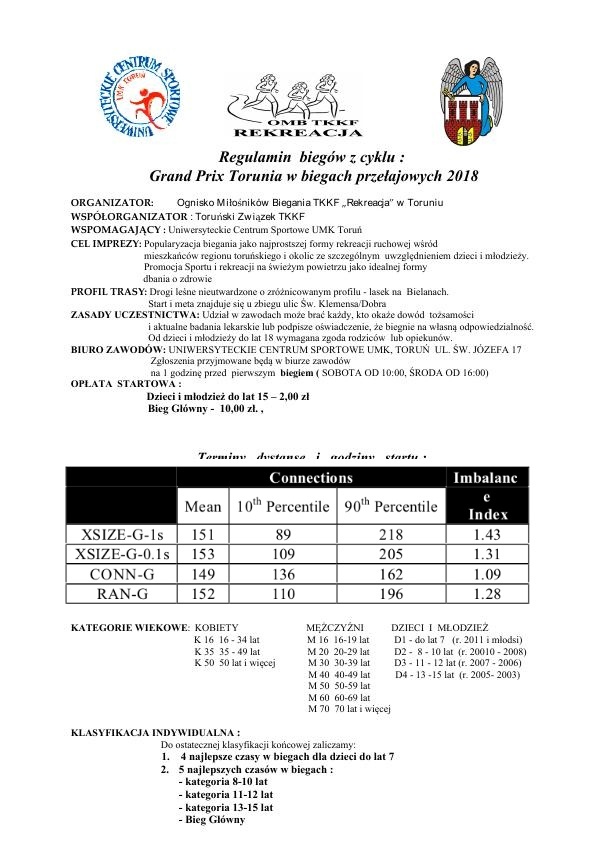 UNIWERSYTECKIE CENTRUM SPORTOWE
UMK TORUŃ
OMB TKKF
REKREACJA
Regulamin biegów z cyklu :
Grand Prix Torunia w biegach przełajowych 2018
ORGANIZATOR: Ognisko Miłośników Biegania TKKF „Rekreacja” w Toruniu
WSPÓŁORGANIZATOR : Toruński Związek TKKF
WSPOMAGAJĄCY : Uniwersyteckie Centrum Sportowe UMK Toruń
CEL IMPREZY: Popularyzacja biegania jako najprostszej formy rekreacji ruchowej wśród
mieszkańców regionu toruńskiego i okolic ze szczególnym uwzględnieniem dzieci i młodzieży.
Promocja Sportu i rekreacji na świeżym powietrzu jako idealnej formy
dbania o zdrowie
PROFIL TRASY: Drogi leśne nieutwardzone o zróżnicowanym profilu - lasek na Bielanach.
Start i meta znajduje się u zbiegu ulic Św. Klemensa/Dobra
ZASADY UCZESTNICTWA: Udział w zawodach może brać każdy, kto okaże dowód tożsamości
i aktualne badania lekarskie lub podpisze oświadczenie, że biegnie na własną odpowiedzialność.
Od dzieci i młodzieży do lat 18 wymagana zgoda rodziców lub opiekunów.
BIURO ZAWODÓW: UNIWERSYTECKIE CENTRUM SPORTOWE UMK, TORUŃ UL. ŚW. JÓZEFA 17
Zgłoszenia przyjmowane będą w biurze zawodów
na 1 godzinę przed pierwszym biegiem ( SOBOTA OD 10:00, ŚRODA OD 16:00)
OPŁATA STARTOWA :
Dzieci i młodzież do lat 15 – 2,00 zł
Bieg Główny - 10,00 zł. ,
Terminy dystanse i godziny startu :
Connections Imbalanc
e
Index
Mean 10th Percentile 90th Percentile
XSIZE-G-1s 151 89 218 1.43
XSIZE-G-0.1s 153 109 205 1.31
CONN-G 149 136 162 1.09
RAN-G 152 110 196 1.28
KATEGORIE WIEKOWE: KOBIETY MĘŻCZYŹNI DZIECI I MŁODZIEŻ
K 16 16 - 34 lat M 16 16-19 lat D1 - do lat 7 (r. 2011 i młodsi)
K 35 35 - 49 lat M 20 20-29 lat D2 - 8 - 10 lat (r. 20010 - 2008)
K 50 50 lat i więcej M 30 30-39 lat D3 - 11 - 12 lat (r. 2007 - 2006)
M 40 40-49 lat D4 - 13 -15 lat (r. 2005- 2003)
M 50 50-59 lat
M 60 60-69 lat
M 70 70 lat i więcej
KLASYFIKACJA INDYWIDUALNA :
Do ostatecznej klasyfikacji końcowej zaliczamy:
1. 4 najlepsze czasy w biegach dla dzieci do lat 7
2. 5 najlepszych czasów w biegach :
- kategoria 8-10 lat
- kategoria 11-12 lat
- kategoria 13-15 lat
- Bieg Główny